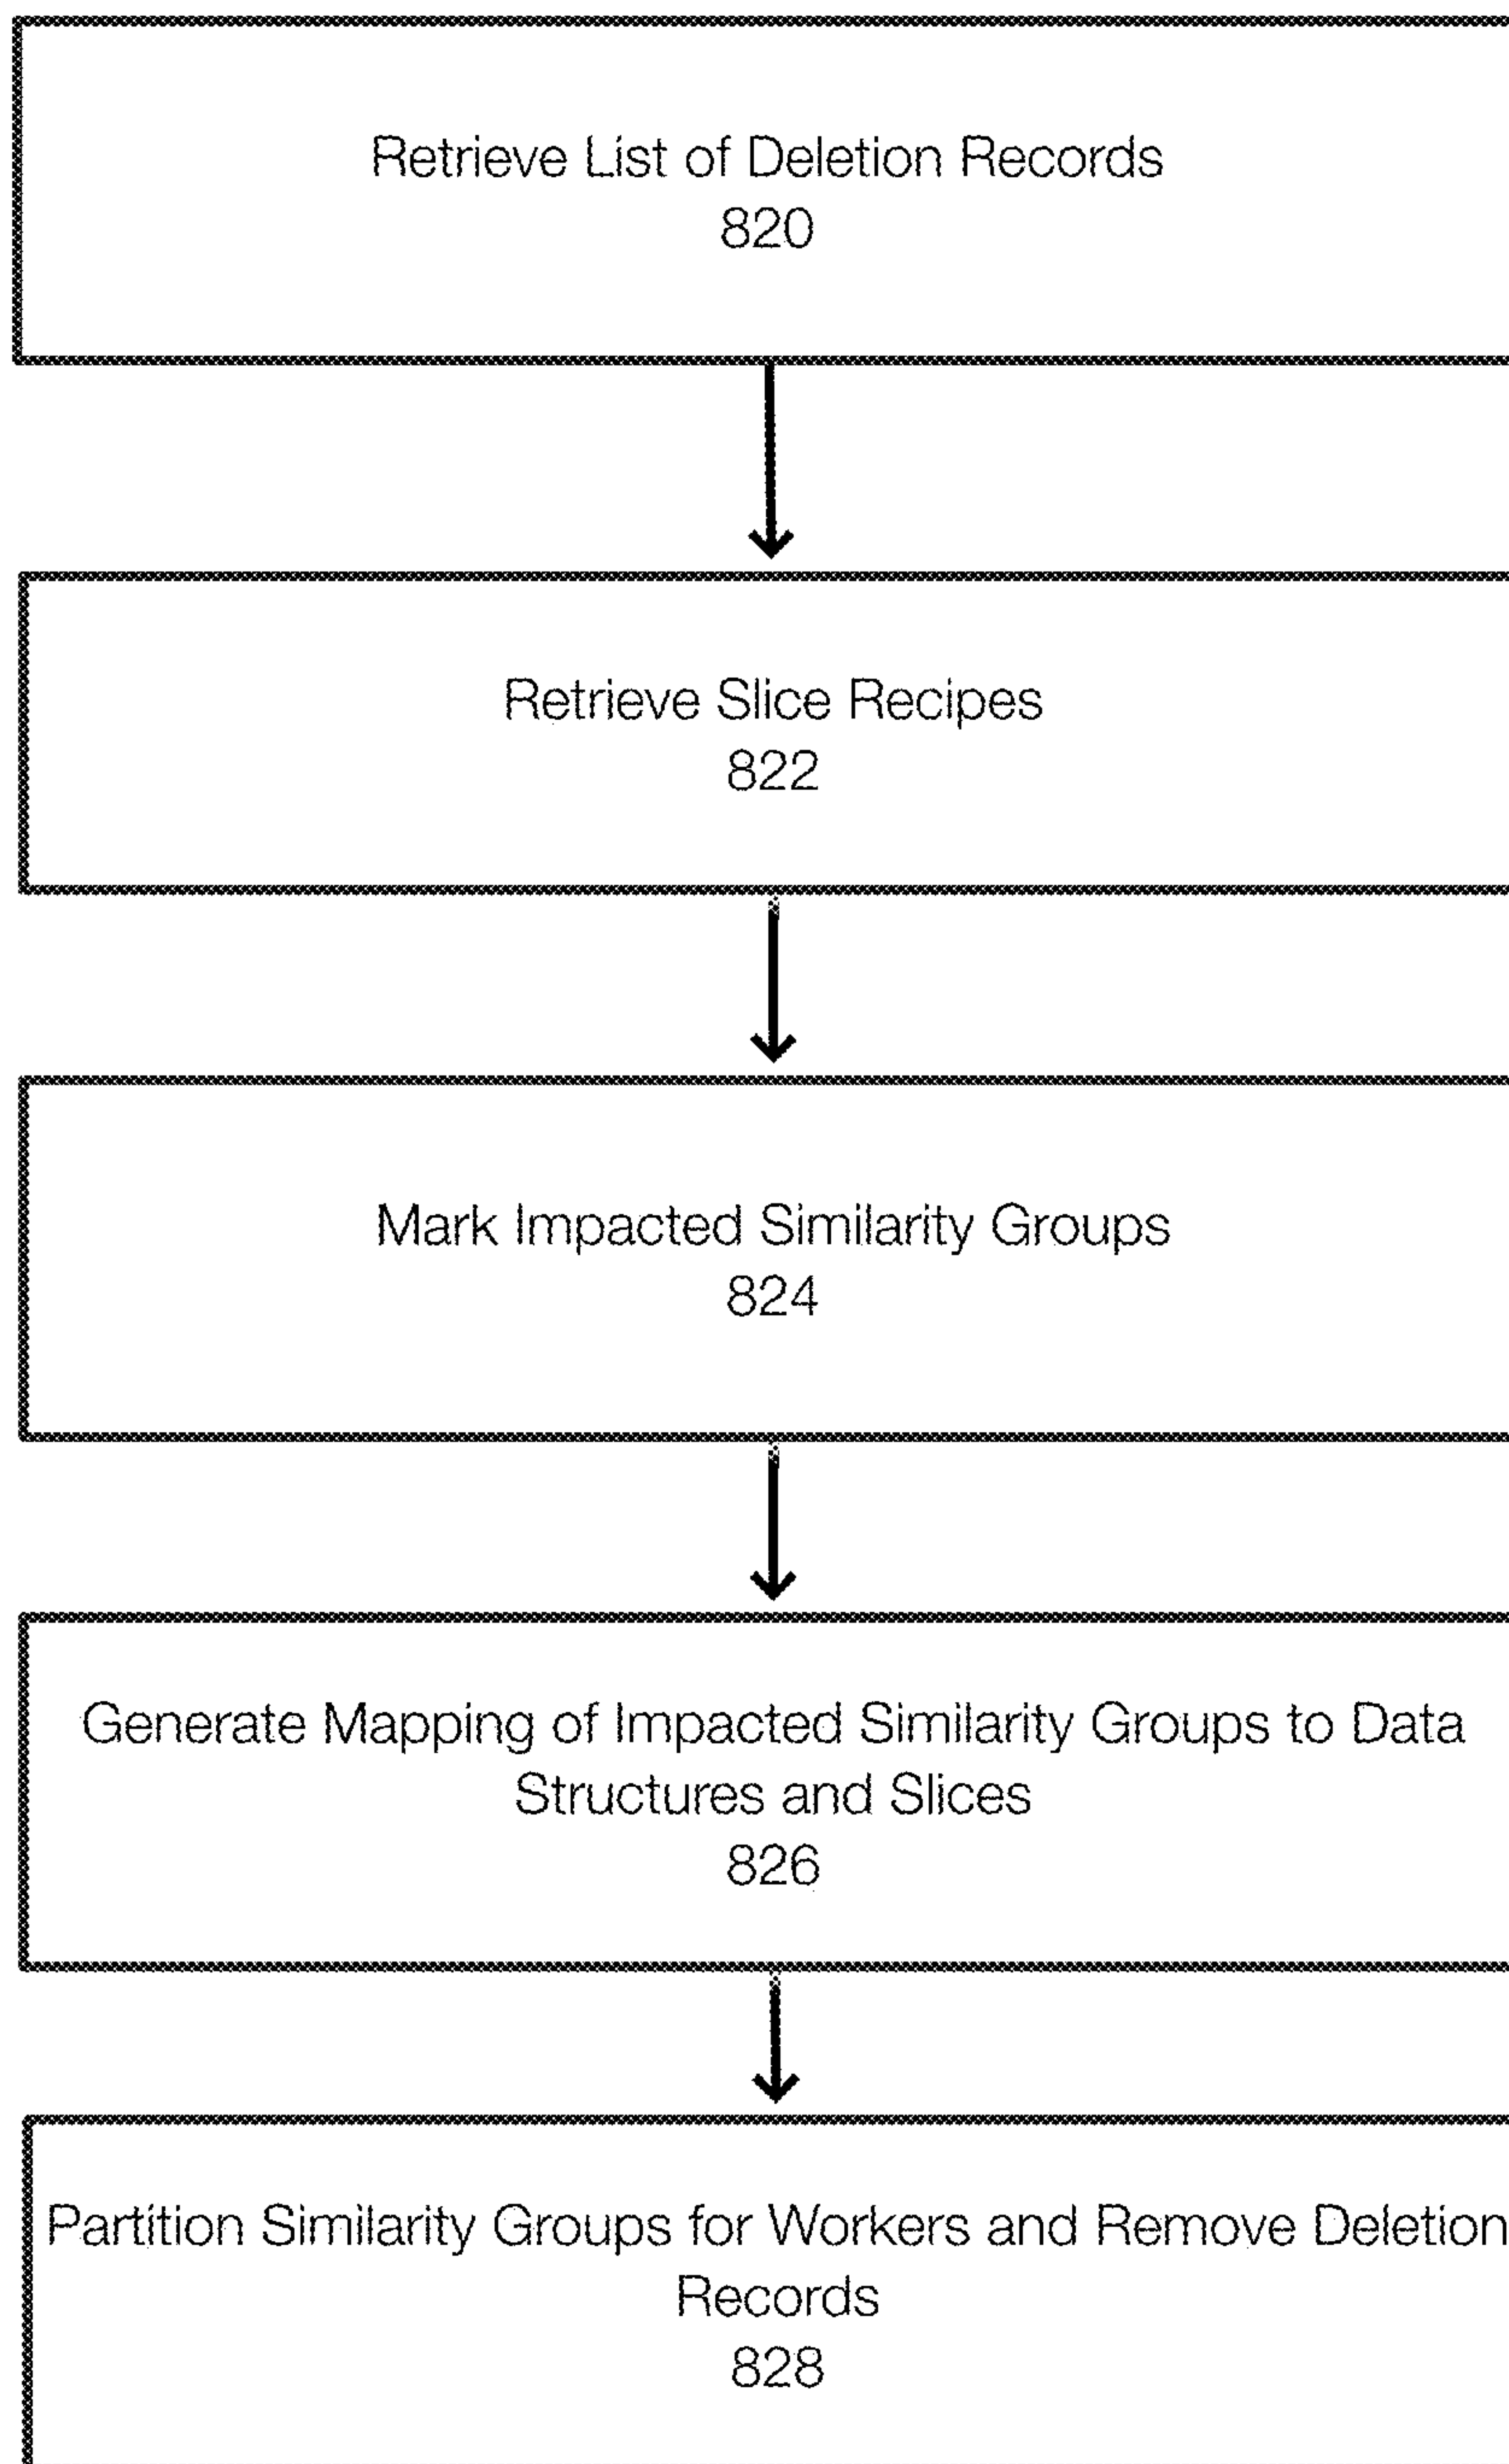 Retrieve List of Deletion Records
820
Retrieve Slice Recipes
822
Mark Impacted Similarity Groups
824
Generate Mapping of Impacted Similarity Groups to Data
Structures and Slices
826
Partition Similarity Groups for Workers and Remove Deletion
Records
828